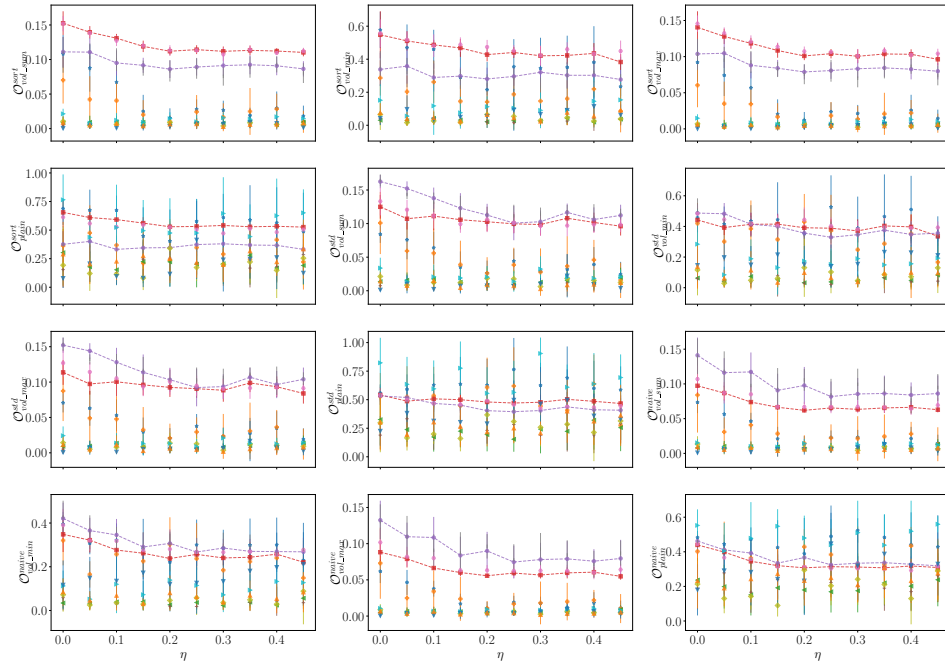 0.15
0.10
0.05
0.00
𝒪^{sort}_{vol_sum}
0.6
0.4
0.2
0.0
𝒪^{sort}_{vol_min}
0.15
0.10
0.05
0.00
𝒪^{sort}_{vol_max}
1.00
0.75
0.50
0.25
0.00
𝒪^{sort}_{plain}
0.15
0.10
0.05
0.00
𝒪^{std}_{vol_sum}
0.6
0.4
0.2
0.0
𝒪^{std}_{vol_min}
0.15
0.10
0.05
0.00
𝒪^{std}_{vol_max}
1.00
0.75
0.50
0.25
0.00
𝒪^{std}_{plain}
0.15
0.10
0.05
0.00
𝒪^{naive}_{vol_sum}
0.4
0.2
0.0
𝒪^{naive}_{vol_min}
0.0 0.1 0.2 0.3 0.4
η
0.15
0.10
0.05
0.00
𝒪^{naive}_{vol_max}
0.0 0.1 0.2 0.3 0.4
η
0.6
0.4
0.2
0.0
𝒪^{naive}_{plain}
0.0 0.1 0.2 0.3 0.4
η